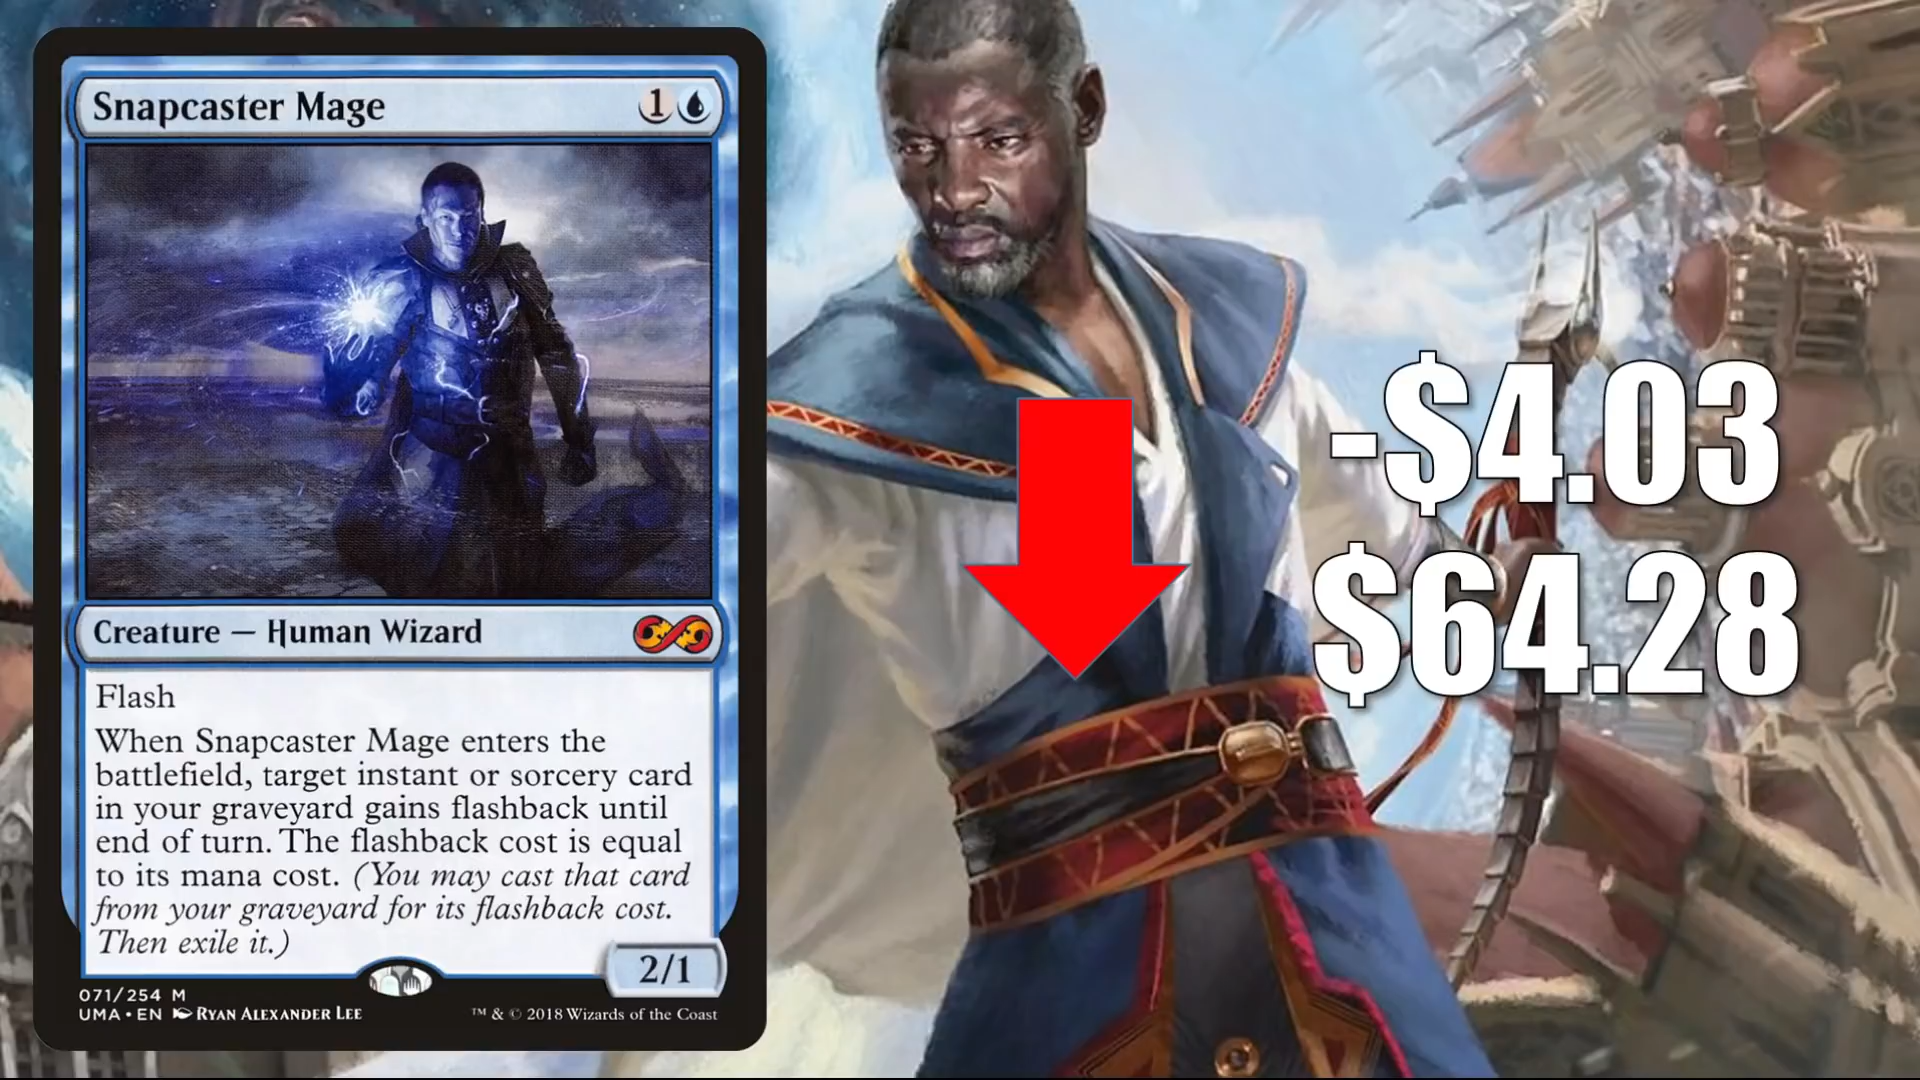 Snapcaster Mage 1
Creature — Human Wizard
Flash
When Snapcaster Mage enters the
battlefield, target instant or sorcery card
in your graveyard gains flashback until
end of turn. The flashback cost is equal
to its mana cost. (You may cast that card
from your graveyard for its flashback cost.
Then exile it.)
2/1
071/254 M
UMA • EN RYAN ALEXANDER LEE
™ & © 2018 Wizards of the Coast
-$4.03
$64.28